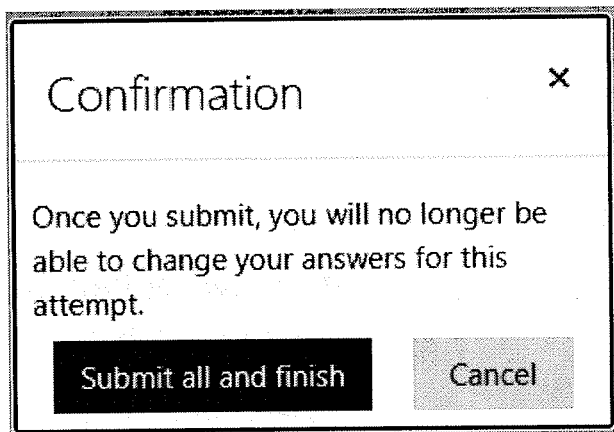 Confirmation ×
Once you submit, you will no longer be
able to change your answers for this
attempt.
Submit all and finish Cancel